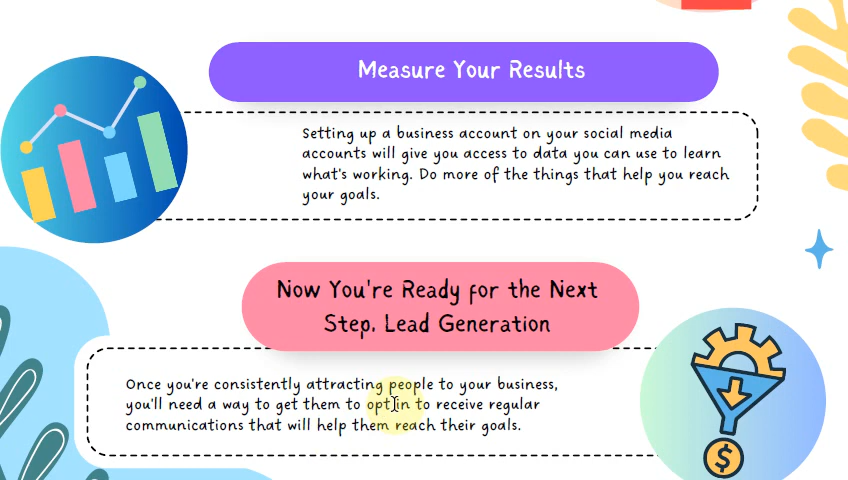 Measure Your Results
Setting up a business account on your social media
accounts will give you access to data you can use to learn
what's working. Do more of the things that help you reach
your goals.
Now You're Ready for the Next
Step, Lead Generation
Once you're consistently attracting people to your business,
you'll need a way to get them to opt in to receive regular
communications that will help them reach their goals.
$